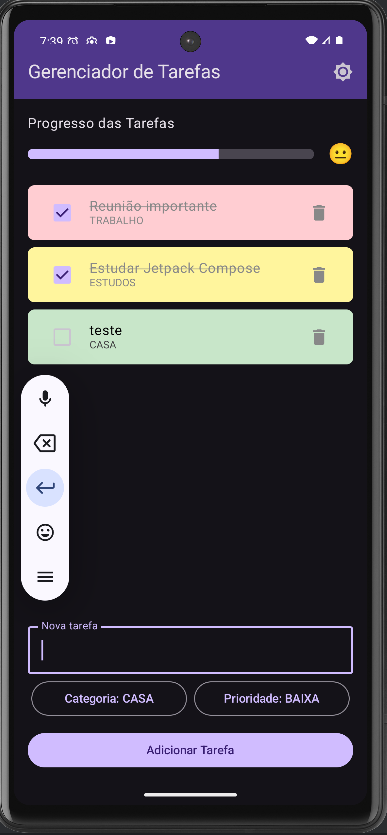 7:39
Gerenciador de Tarefas
Progresso das Tarefas
Reunião importante
TRABALHO
Estudar Jetpack Compose
ESTUDOS
teste
CASA
Nova tarefa
Categoria: CASA
Prioridade: BAIXA
Adicionar Tarefa